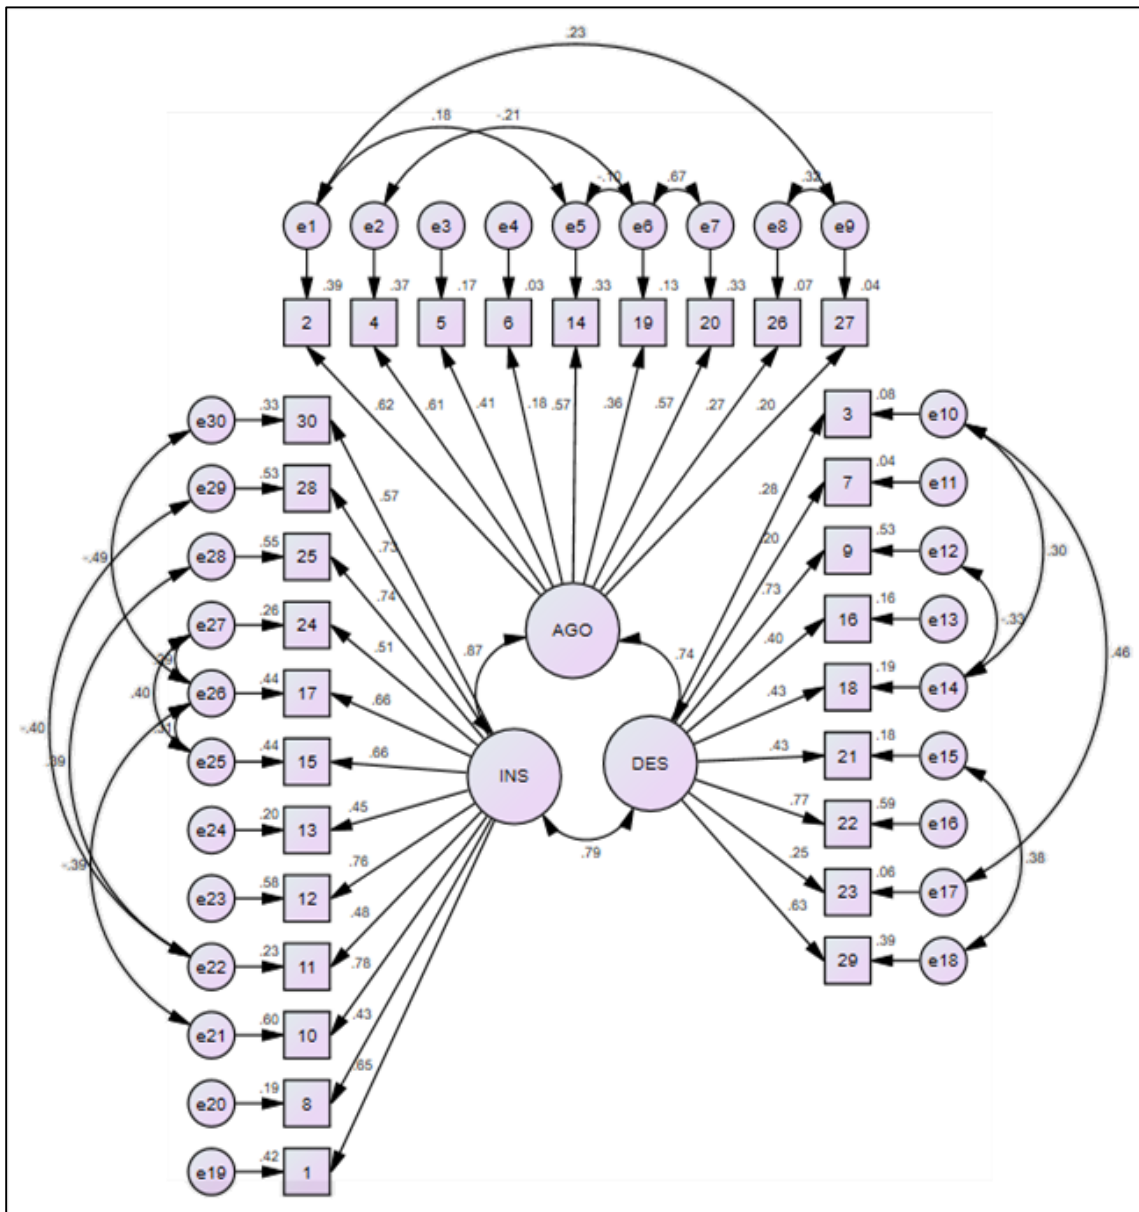 .23
.18 -.21
-.10 .67 .32
e1 e2 e3 e4 e5 e6 e7 e8 e9
.39 .37 .17 .03 .33 .13 .33 .07 .04
2 4 5 6 14 19 20 26 27
.62 .61 .41 .18 .57 .36 .57 .27 .20
e30 .33 30
e29 .53 28
e28 .55 25
e27 .26 24
e26 .44 17
e25 .44 15
e24 .20 13
e23 .58 12
e22 .23 11
e21 .60 10
e20 .19 8
e19 .42 1
-.49
.40
-.40
.39
-.39
.57
.73
.74
.51
.66
.66
.45
.76
.48
.78
.43
.65
AGO
.87 .74
INS DES
.79
.28
.20
.73
.40
.43
.43
.77
.25
.63
3 .08 e10
7 .04 e11
9 .53 e12
16 .16 e13
18 .19 e14
21 .18 e15
22 .59 e16
23 .06 e17
29 .39 e18
.30
-.33
.46
.38